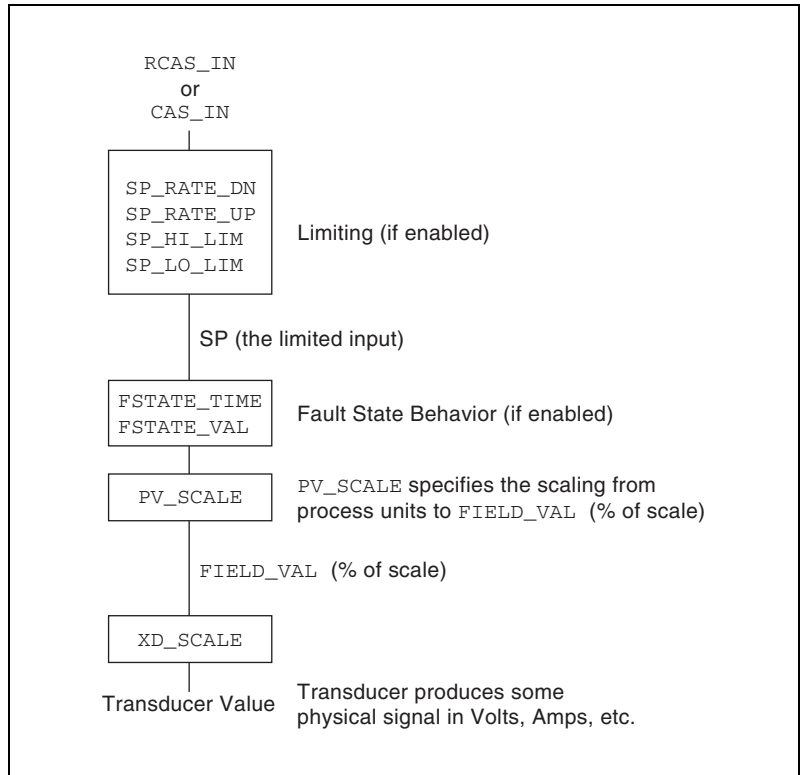 RCAS_IN
or
CAS_IN
SP_RATE_DN
SP_RATE_UP
SP_HI_LIM
SP_LO_LIM
Limiting (if enabled)
SP (the limited input)
FSTATE_TIME
FSTATE_VAL
Fault State Behavior (if enabled)
PV_SCALE
PV_SCALE specifies the scaling from
process units to FIELD_VAL (% of scale)
FIELD_VAL (% of scale)
XD_SCALE
Transducer Value
Transducer produces some
physical signal in Volts, Amps, etc.